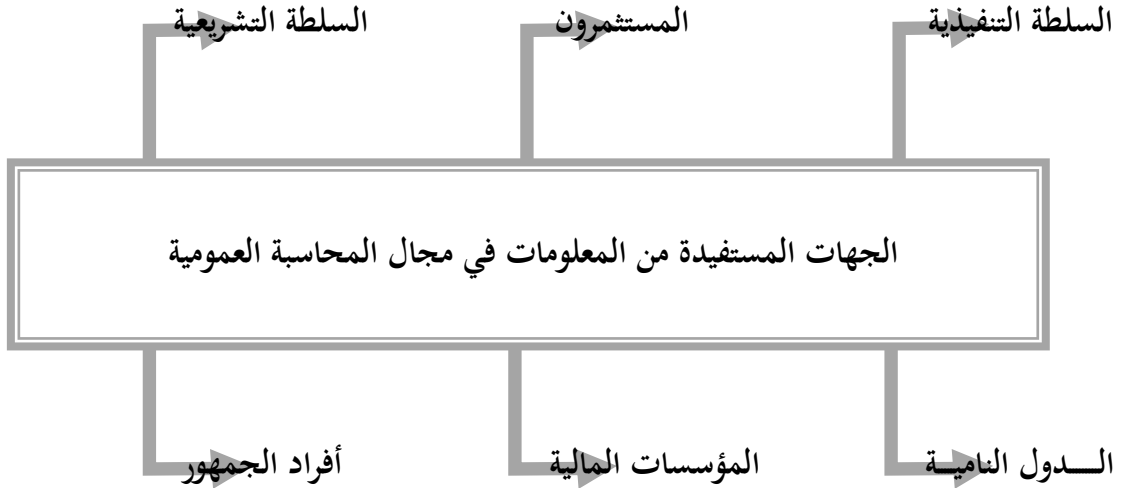 السلطة التنفيذية
المستثمرون
السلطة التشريعية
الجهات المستفيدة من المعلومات في مجال المحاسبة العمومية
الــدول الناميــة
المؤسسات المالية
أفراد الجمهور